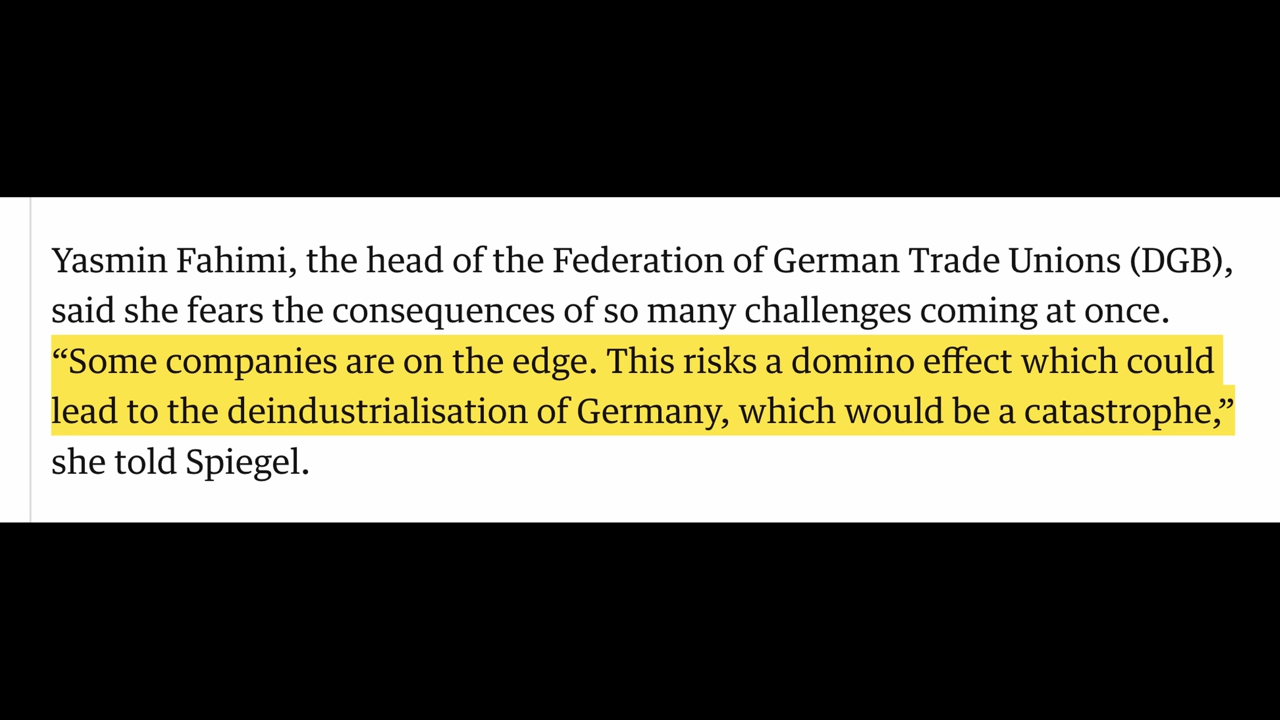 Yasmin Fahimi, the head of the Federation of German Trade Unions (DGB),
said she fears the consequences of so many challenges coming at once.
“Some companies are on the edge. This risks a domino effect which could
lead to the deindustrialisation of Germany, which would be a catastrophe,”
she told Spiegel.